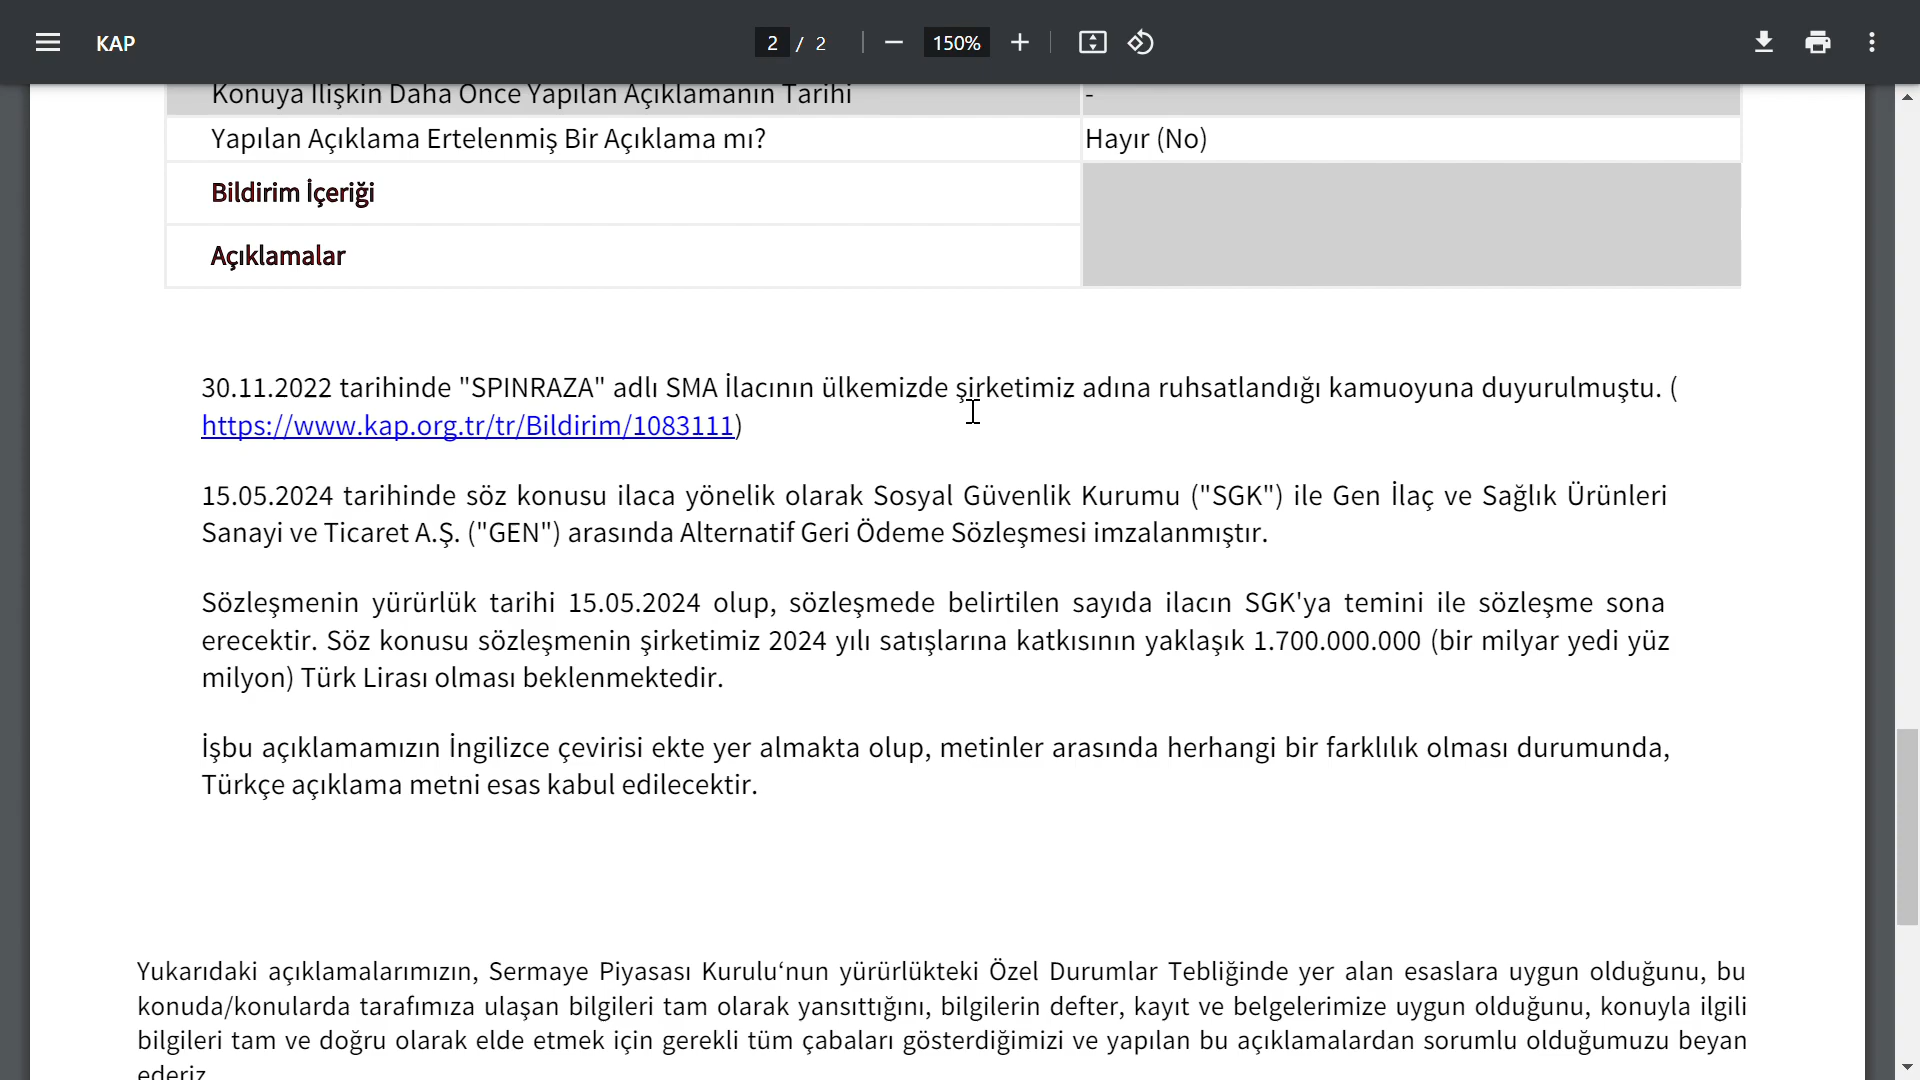 KAP
2 / 2
150%
Konuya İlişkin Daha Önce Yapılan Açıklamanın Tarihi -
Yapılan Açıklama Ertelenmiş Bir Açıklama mı? Hayır (No)
Bildirim İçeriği
Açıklamalar
30.11.2022 tarihinde "SPINRAZA" adlı SMA İlacının ülkemizde şirketimiz adına ruhsatlandığı kamuoyuna duyurulmuştu. (
https://www.kap.org.tr/tr/Bildirim/1083111)
15.05.2024 tarihinde söz konusu ilaca yönelik olarak Sosyal Güvenlik Kurumu ("SGK") ile Gen İlaç ve Sağlık Ürünleri
Sanayi ve Ticaret A.Ş. ("GEN") arasında Alternatif Geri Ödeme Sözleşmesi imzalanmıştır.
Sözleşmenin yürürlük tarihi 15.05.2024 olup, sözleşmede belirtilen sayıda ilacın SGK'ya temini ile sözleşme sona
erecektir. Söz konusu sözleşmenin şirketimiz 2024 yılı satışlarına katkısının yaklaşık 1.700.000.000 (bir milyar yedi yüz
milyon) Türk Lirası olması beklenmektedir.
İşbu açıklamamızın İngilizce çevirisi ekte yer almakta olup, metinler arasında herhangi bir farklılık olması durumunda,
Türkçe açıklama metni esas kabul edilecektir.
Yukarıdaki açıklamalarımızın, Sermaye Piyasası Kurulu‘nun yürürlükteki Özel Durumlar Tebliğinde yer alan esaslara uygun olduğunu, bu
konuda/konularda tarafımıza ulaşan bilgileri tam olarak yansıttığını, bilgilerin defter, kayıt ve belgelerimize uygun olduğunu, konuyla ilgili
bilgileri tam ve doğru olarak elde etmek için gerekli tüm çabaları gösterdiğimizi ve yapılan bu açıklamalardan sorumlu olduğumuzu beyan
ederiz